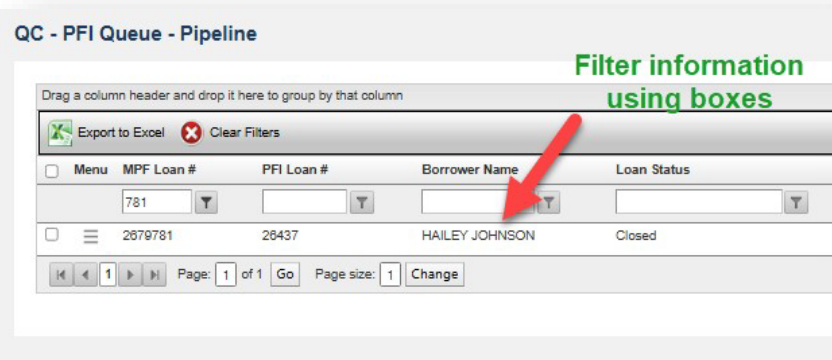 QC - PFI Queue - Pipeline
Filter information
using boxes
Drag a column header and drop it here to group by that column
Export to Excel Clear Filters
Menu MPF Loan # PFI Loan # Borrower Name Loan Status
781
2679781 26437 HAILEY JOHNSON Closed
1 Page: 1 of 1 Go Page size: 1 Change